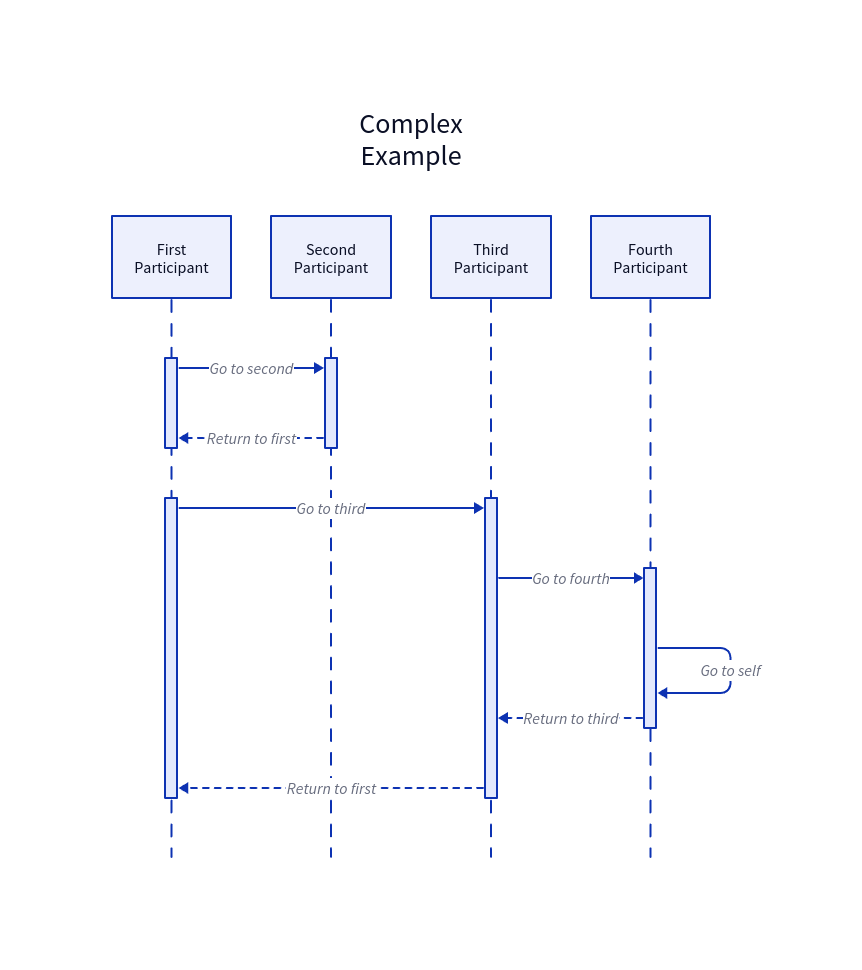 Complex
Example
First
Participant
Second
Participant
Third
Participant
Fourth
Participant
Go to second
Return to first
Go to third
Go to fourth
Go to self
Return to third
Return to first